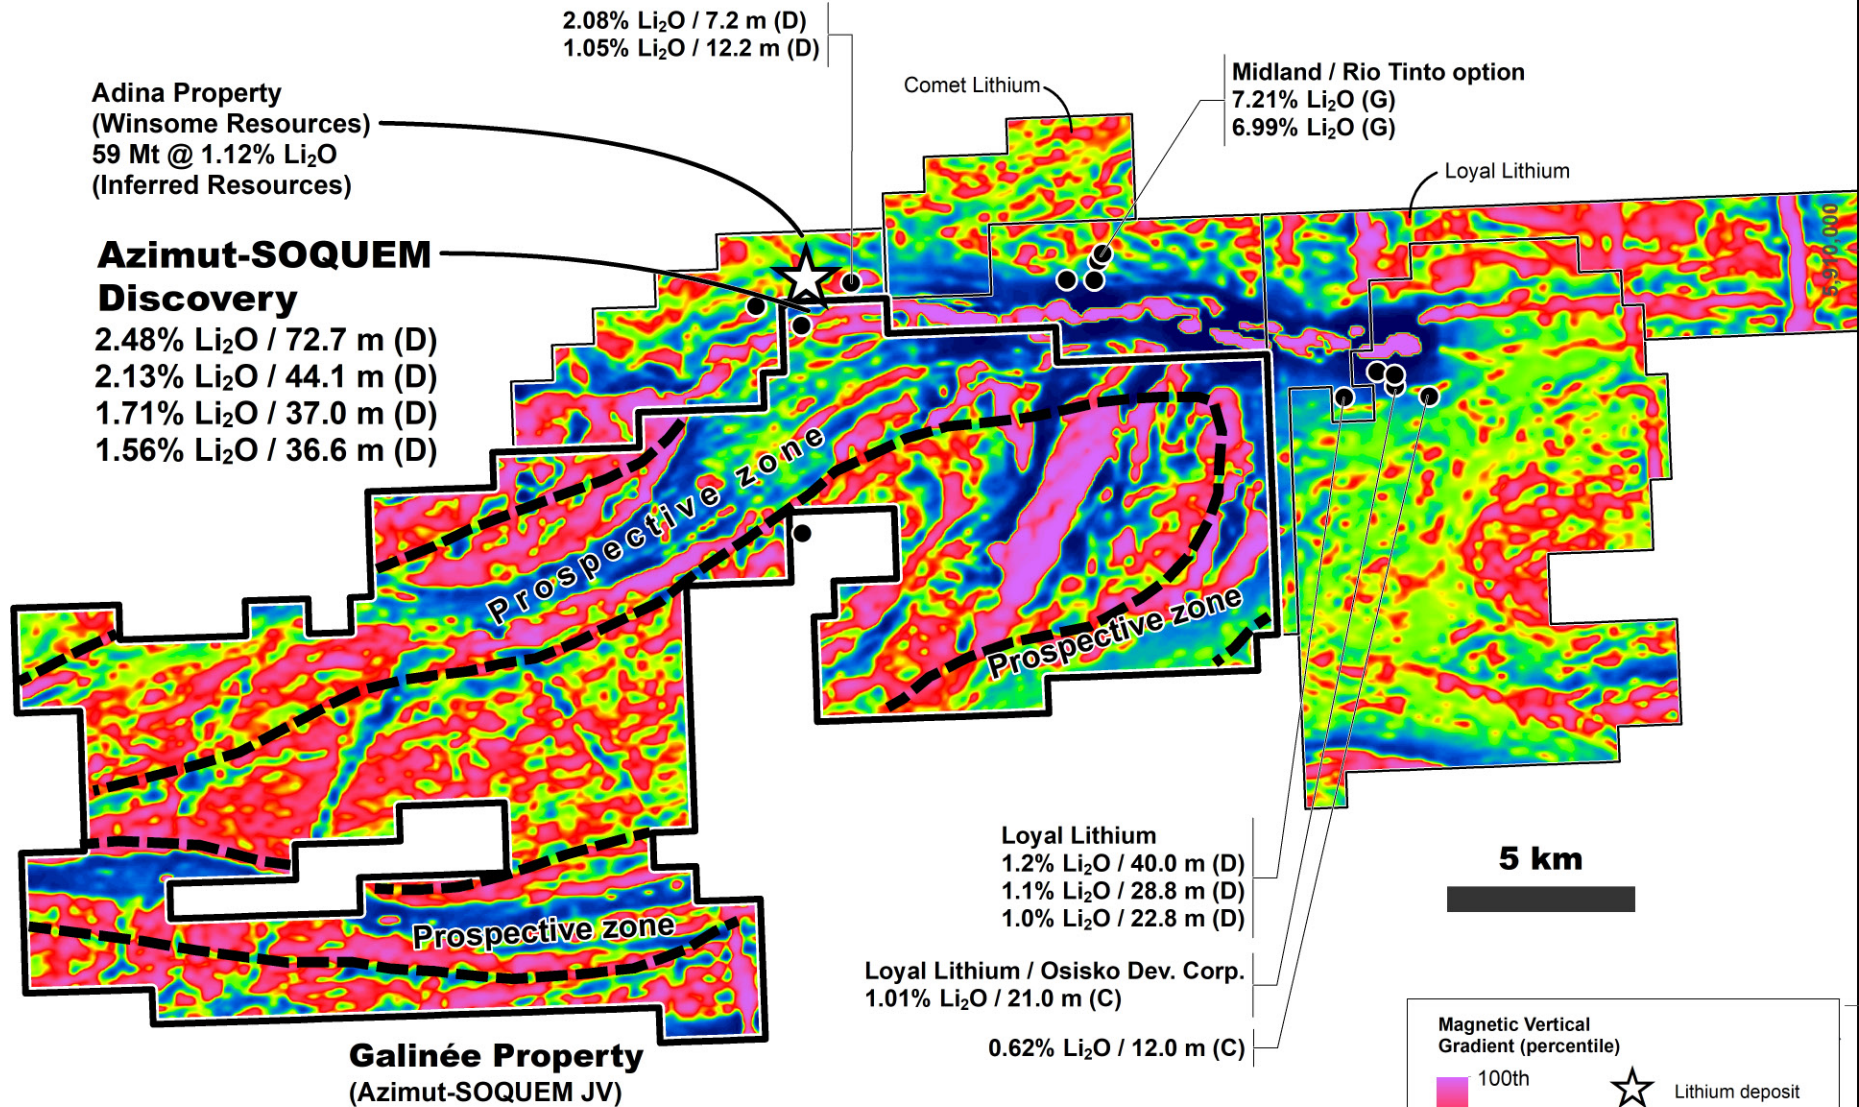 2.08% Li₂O / 7.2 m (D)
1.05% Li₂O / 12.2 m (D)
Adina Property
(Winsome Resources)
59 Mt @ 1.12% Li₂O
(Inferred Resources)
Comet Lithium
Midland / Rio Tinto option
7.21% Li₂O (G)
6.99% Li₂O (G)
Loyal Lithium
5,910,000
Azimut-SOQUEM
Discovery
2.48% Li₂O / 72.7 m (D)
2.13% Li₂O / 44.1 m (D)
1.71% Li₂O / 37.0 m (D)
1.56% Li₂O / 36.6 m (D)
Prospective zone
Prospective zone
Prospective zone
Loyal Lithium
1.2% Li₂O / 40.0 m (D)
1.1% Li₂O / 28.8 m (D)
1.0% Li₂O / 22.8 m (D)
5 km
Loyal Lithium / Osisko Dev. Corp.
1.01% Li₂O / 21.0 m (C)
0.62% Li₂O / 12.0 m (C)
Galinée Property
(Azimut-SOQUEM JV)
Magnetic Vertical
Gradient (percentile)
100th
Lithium deposit